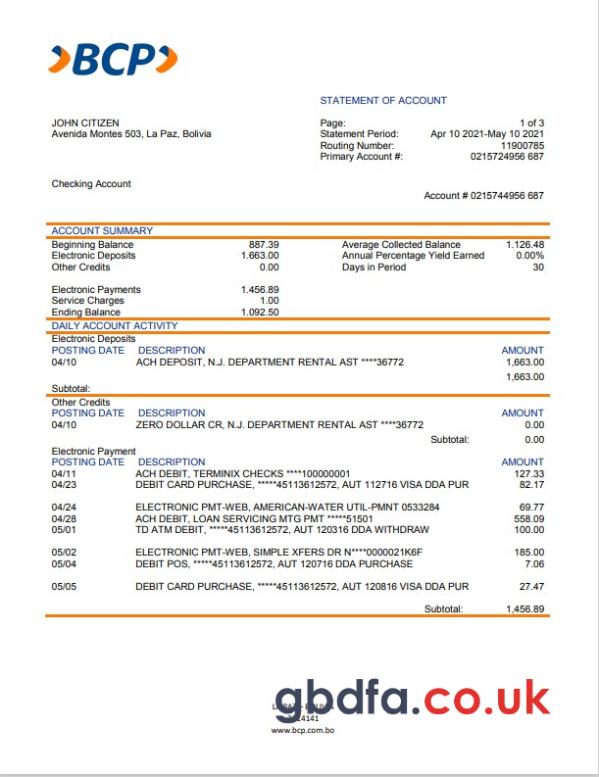 BCP
STATEMENT OF ACCOUNT
JOHN CITIZEN
Avenida Montes 503, La Paz, Bolivia
Page: 1 of 3
Statement Period: Apr 10 2021-May 10 2021
Routing Number: 11900785
Primary Account #: 0215724956 687
Checking Account
Account # 0215744956 687
ACCOUNT SUMMARY
Beginning Balance 887.39 Average Collected Balance 1.126.48
Electronic Deposits 1.663.00 Annual Percentage Yield Earned 0.00%
Other Credits 0.00 Days in Period 30
Electronic Payments 1.456.89
Service Charges 1.00
Ending Balance 1.092.50
DAILY ACCOUNT ACTIVITY
Electronic Deposits
POSTING DATE DESCRIPTION AMOUNT
04/10 ACH DEPOSIT, N.J. DEPARTMENT RENTAL AST ****36772 1,663.00
1,663.00
Subtotal:
Other Credits
POSTING DATE DESCRIPTION AMOUNT
04/10 ZERO DOLLAR CR, N.J. DEPARTMENT RENTAL AST ****36772 0.00
Subtotal: 0.00
Electronic Payment
POSTING DATE DESCRIPTION AMOUNT
04/11 ACH DEBIT, TERMINIX CHECKS ****100000001 127.33
04/23 DEBIT CARD PURCHASE, *****45113612572, AUT 112716 VISA DDA PUR 82.17
04/24 ELECTRONIC PMT-WEB, AMERICAN-WATER UTIL-PMNT 0533284 69.77
04/28 ACH DEBIT, LOAN SERVICING MTG PMT *****51501 558.09
05/01 TD ATM DEBIT, *****45113612572, AUT 120316 DDA WITHDRAW 100.00
05/02 ELECTRONIC PMT-WEB, SIMPLE XFERS DR N****0000021K6F 185.00
05/04 DEBIT POS, *****45113612572, AUT 120716 DDA PURCHASE 7.06
05/05 DEBIT CARD PURCHASE, *****45113612572, AUT 120816 VISA DDA PUR 27.47
Subtotal: 1,456.89
gbdfa.co.uk
www.bcp.com.bo